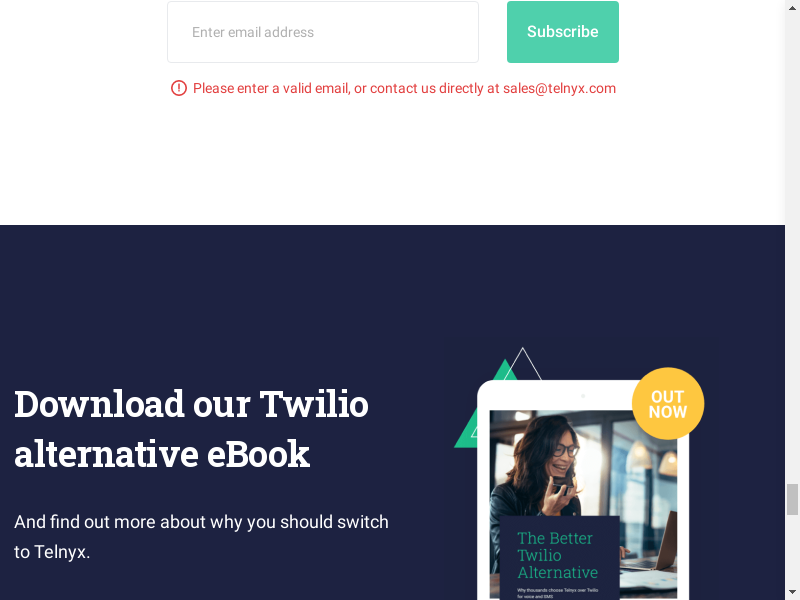 Enter email address
Subscribe
Please enter a valid email, or contact us directly at sales@telnyx.com
Download our Twilio
alternative eBook
And find out more about why you should switch
to Telnyx.
OUT
NOW
The Better
Twilio
Alternative
Why thousands choose Telnyx over Twilio
for voice and SMS